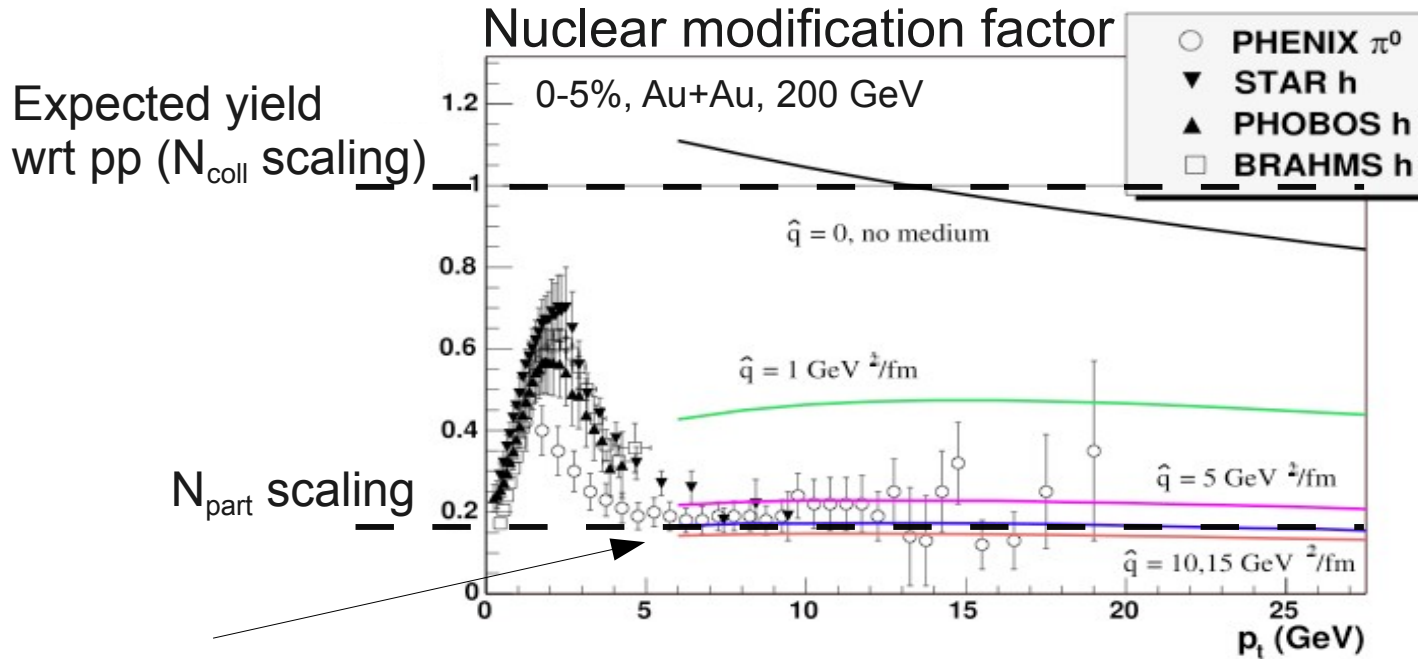 Nuclear modification factor
PHENIX π⁰
STAR h
PHOBOS h
BRAHMS h
0-5%, Au+Au, 200 GeV
Expected yield
wrt pp (N_coll scaling)
N_part scaling
1.2
1
0.8
0.6
0.4
0.2
0
q̂ = 0, no medium
q̂ = 1 GeV ²/fm
q̂ = 5 GeV ²/fm
q̂ = 10,15 GeV ²/fm
0 5 10 15 20 25
p_t (GeV)